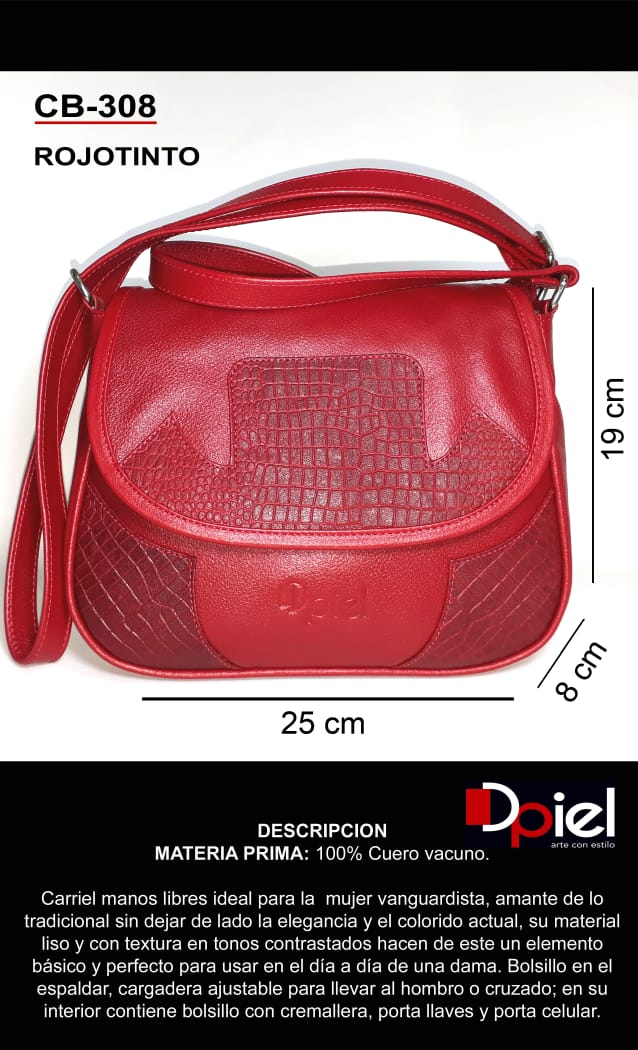 CB-308
ROJOTINTO
19 cm
Dpiel
8 cm
25 cm
Dpiel
arte con estilo
DESCRIPCION
MATERIA PRIMA: 100% Cuero vacuno.
Carriel manos libres ideal para la mujer vanguardista, amante de lo
tradicional sin dejar de lado la elegancia y el colorido actual, su material
liso y con textura en tonos contrastados hacen de este un elemento
básico y perfecto para usar en el día a día de una dama. Bolsillo en el
espaldar, cargadera ajustable para llevar al hombro o cruzado; en su
interior contiene bolsillo con cremallera, porta llaves y porta celular.